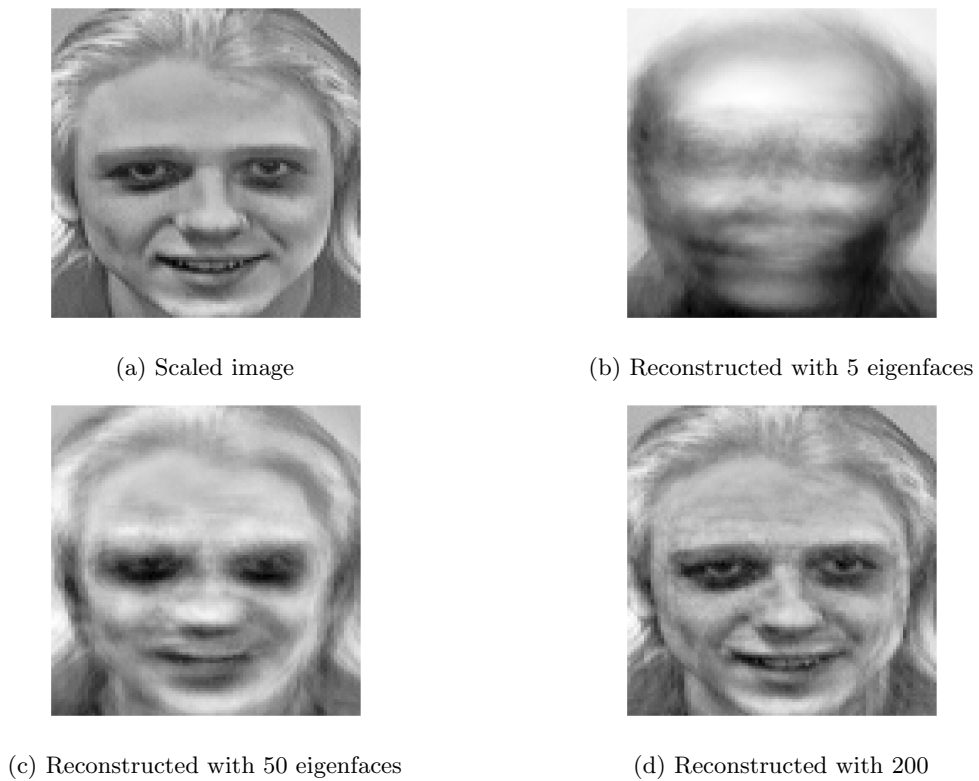 (a) Scaled image
(b) Reconstructed with 5 eigenfaces
(c) Reconstructed with 50 eigenfaces
(d) Reconstructed with 200